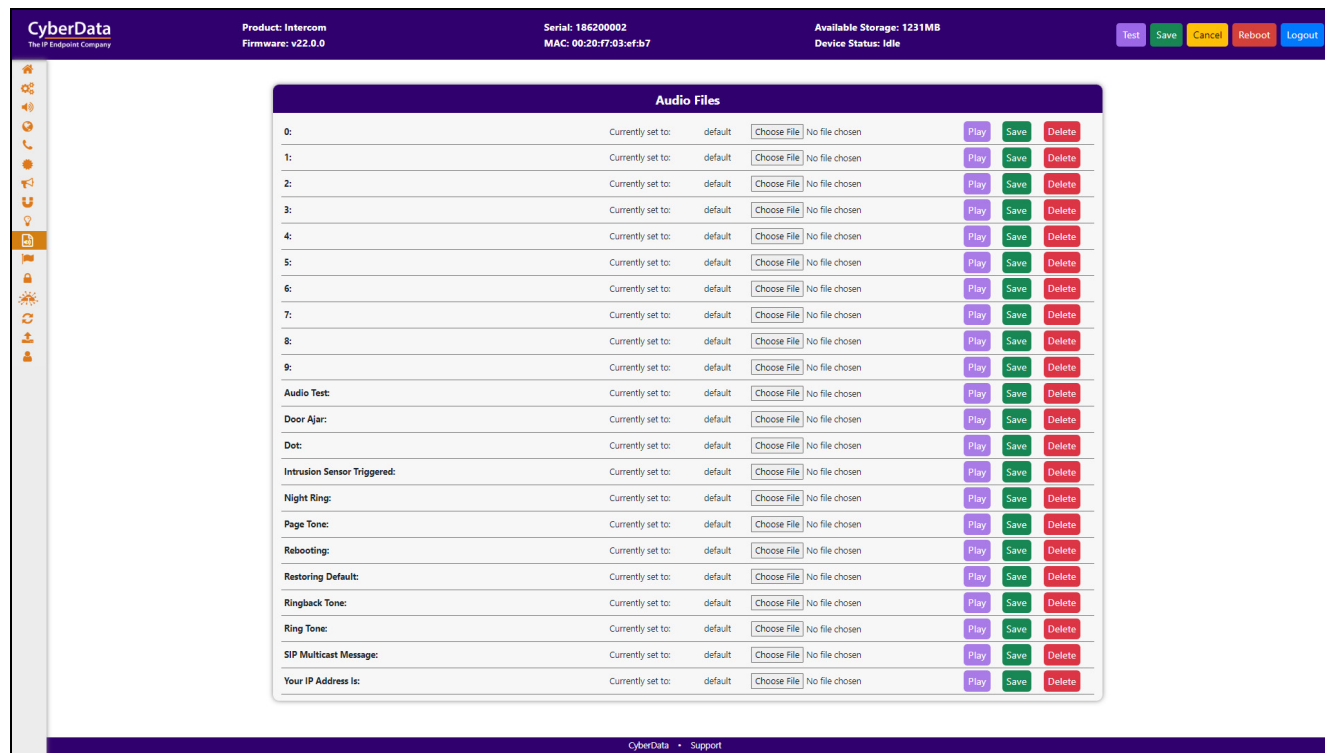 CyberData
The IP Endpoint Company
Product: Intercom
Firmware: v22.0.0
Serial: 186200002
MAC: 00:20:f7:03:ef:b7
Available Storage: 1231MB
Device Status: Idle
Test Save Cancel Reboot Logout
Audio Files
0: Currently set to: default Choose File No file chosen Play Save Delete
1: Currently set to: default Choose File No file chosen Play Save Delete
2: Currently set to: default Choose File No file chosen Play Save Delete
3: Currently set to: default Choose File No file chosen Play Save Delete
4: Currently set to: default Choose File No file chosen Play Save Delete
5: Currently set to: default Choose File No file chosen Play Save Delete
6: Currently set to: default Choose File No file chosen Play Save Delete
7: Currently set to: default Choose File No file chosen Play Save Delete
8: Currently set to: default Choose File No file chosen Play Save Delete
9: Currently set to: default Choose File No file chosen Play Save Delete
Audio Test: Currently set to: default Choose File No file chosen Play Save Delete
Door Ajar: Currently set to: default Choose File No file chosen Play Save Delete
Dot: Currently set to: default Choose File No file chosen Play Save Delete
Intrusion Sensor Triggered: Currently set to: default Choose File No file chosen Play Save Delete
Night Ring: Currently set to: default Choose File No file chosen Play Save Delete
Page Tone: Currently set to: default Choose File No file chosen Play Save Delete
Rebooting: Currently set to: default Choose File No file chosen Play Save Delete
Restoring Default: Currently set to: default Choose File No file chosen Play Save Delete
Ringback Tone: Currently set to: default Choose File No file chosen Play Save Delete
Ring Tone: Currently set to: default Choose File No file chosen Play Save Delete
SIP Multicast Message: Currently set to: default Choose File No file chosen Play Save Delete
Your IP Address Is: Currently set to: default Choose File No file chosen Play Save Delete
CyberData • Support